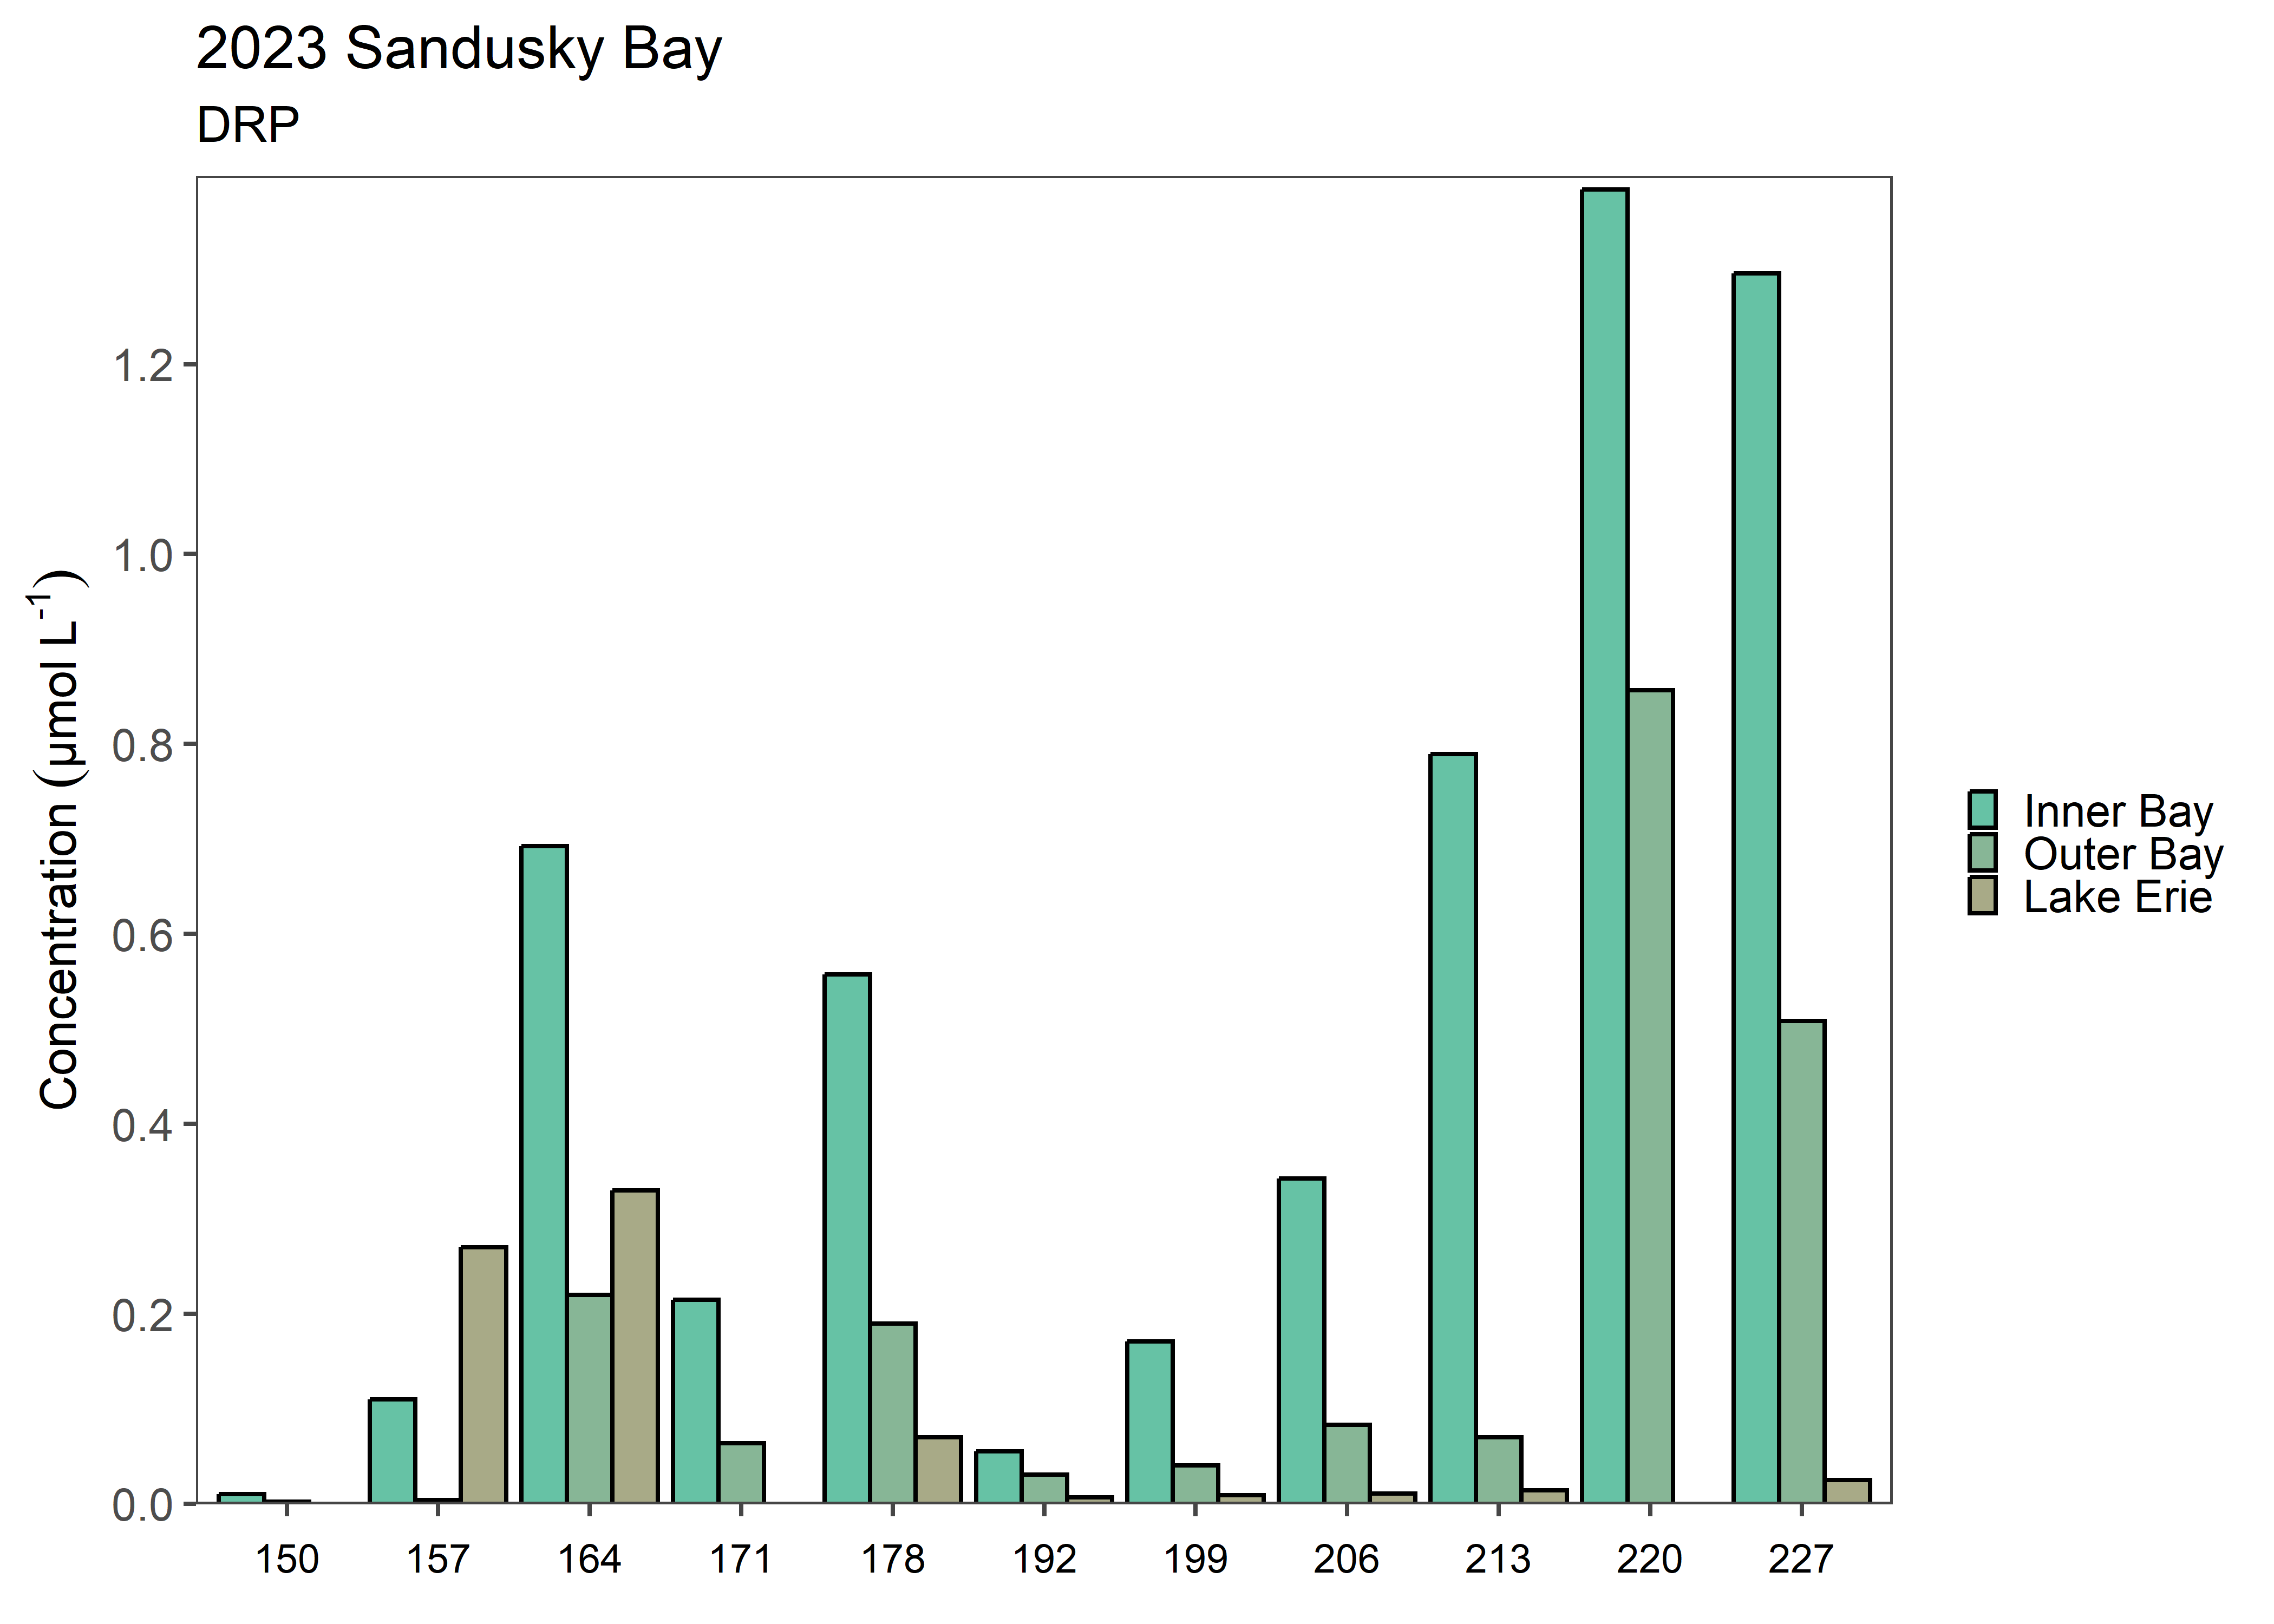 2023 Sandusky Bay
DRP
Concentration (µmol L⁻¹)
1.2
1.0
0.8
0.6
0.4
0.2
0.0
150 157 164 171 178 192 199 206 213 220 227
Inner Bay
Outer Bay
Lake Erie